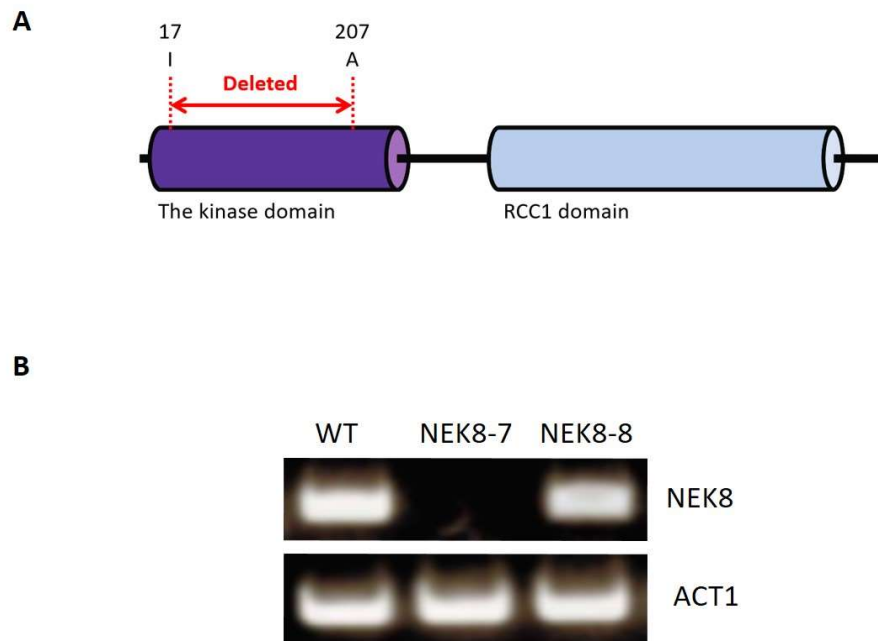 A
17 207
I A
Deleted
The kinase domain RCC1 domain
B
WT NEK8-7 NEK8-8
NEK8
ACT1